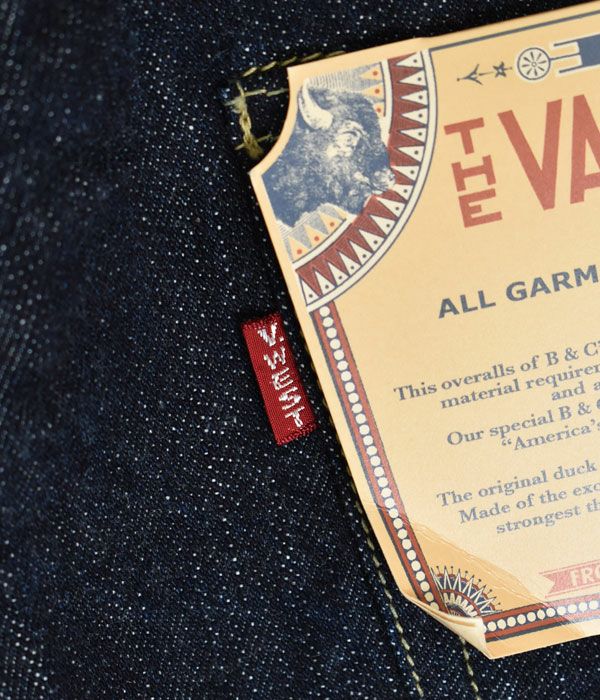 THE VA
ALL GARM
This overalls of B & C
material requirem
and a
Our special B & C
"America's
The original duck
Made of the exc
strongest th
FRO
V.WEST